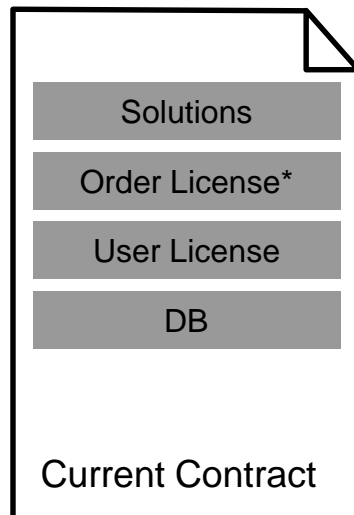 Solutions
Order License*
User License
DB
Current Contract